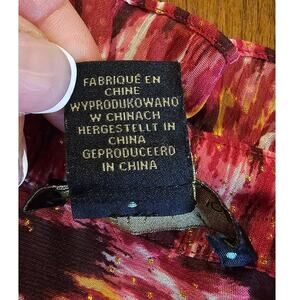 FABRIQUÉ EN
CHINE
WYPRODUKOWANO
W CHINACH
HERGESTELLT IN
CHINA
GEPRODUCEERD
IN CHINA